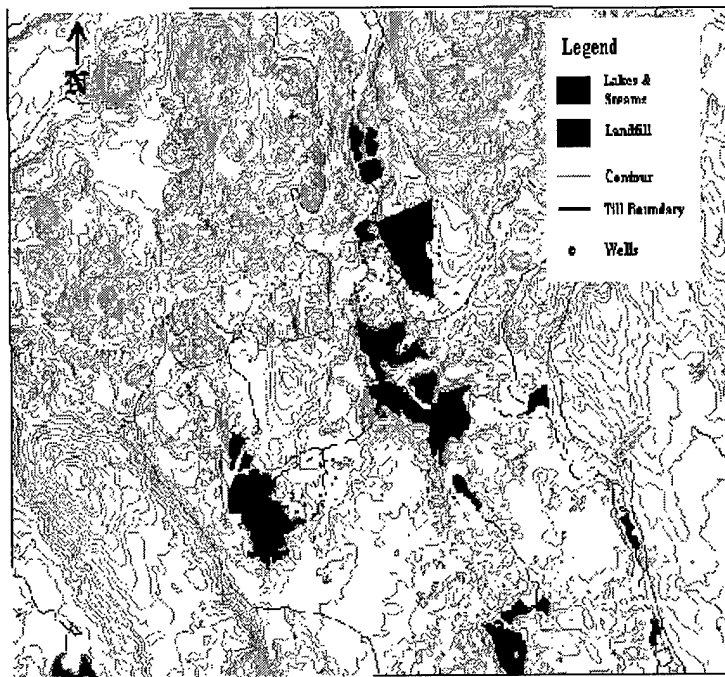 N
Legend
Lakes &
Streams
Landfill
Contour
Till Boundary
Wells